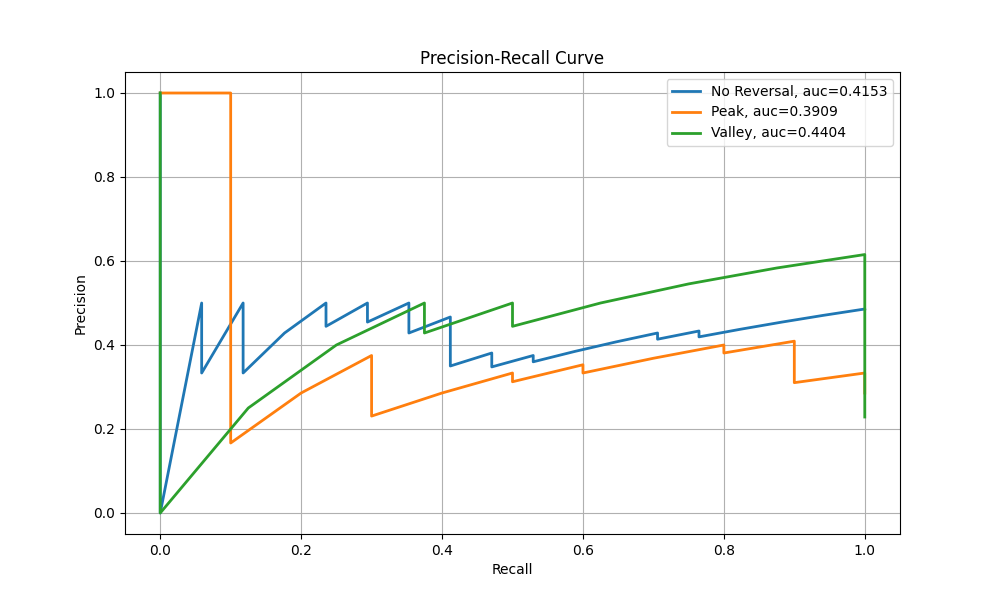 Precision-Recall Curve
No Reversal, auc=0.4153
Peak, auc=0.3909
Valley, auc=0.4404
Precision
1.0
0.8
0.6
0.4
0.2
0.0
0.0 0.2 0.4 0.6 0.8 1.0
Recall